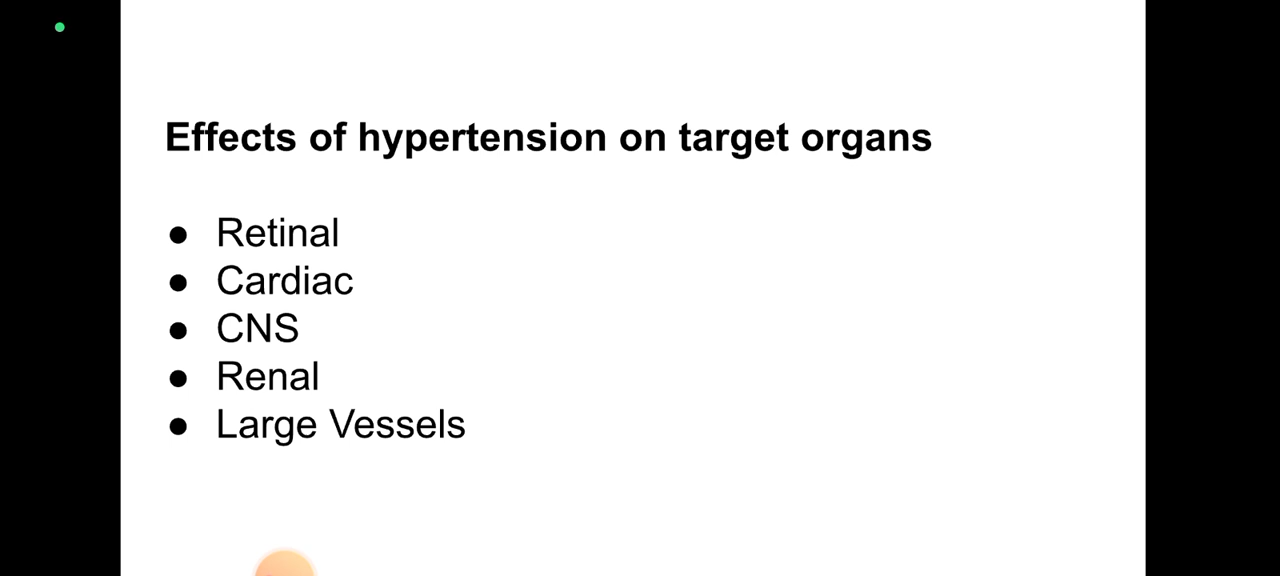 Effects of hypertension on target organs
● Retinal
● Cardiac
● CNS
● Renal
● Large Vessels